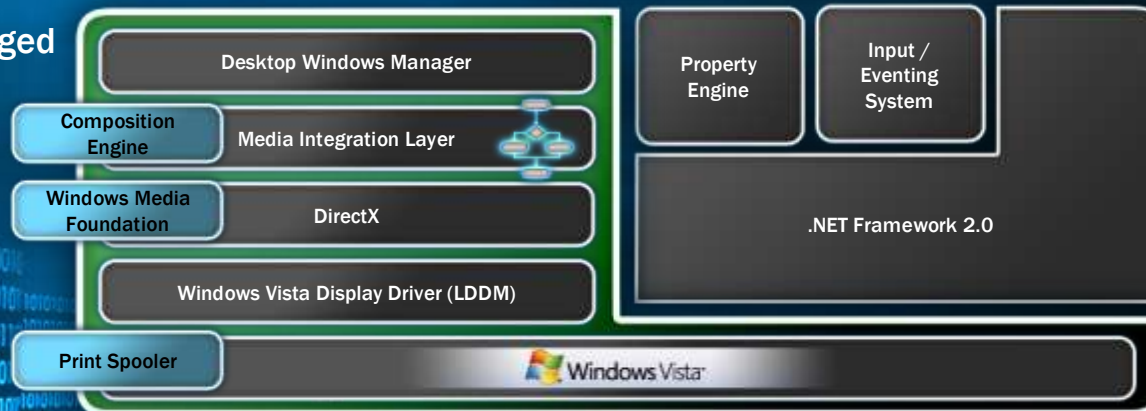 ged
Desktop Windows Manager
Composition
Engine
Media Integration Layer
Windows Media
Foundation
DirectX
Windows Vista Display Driver (LDDM)
Print Spooler
Windows Vista
Property
Engine
Input /
Eventing
System
.NET Framework 2.0